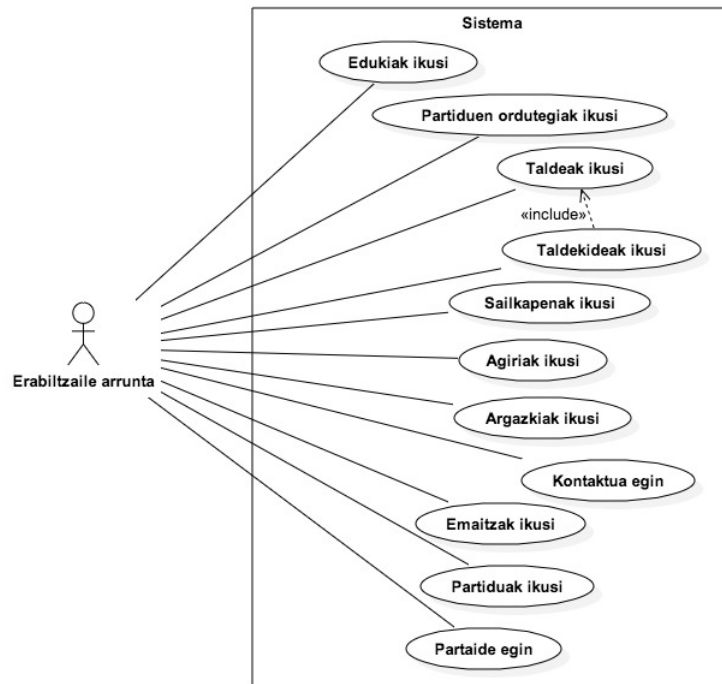 Sistema
Edukiak ikusi
Partiduen ordutegiak ikusi
Taldeak ikusi
«include»
Taldekideak ikusi
Sailkapenak ikusi
Agiriak ikusi
Erabiltzaile arrunta
Argazkiak ikusi
Kontaktua egin
Emaitzak ikusi
Partiduak ikusi
Partaide egin